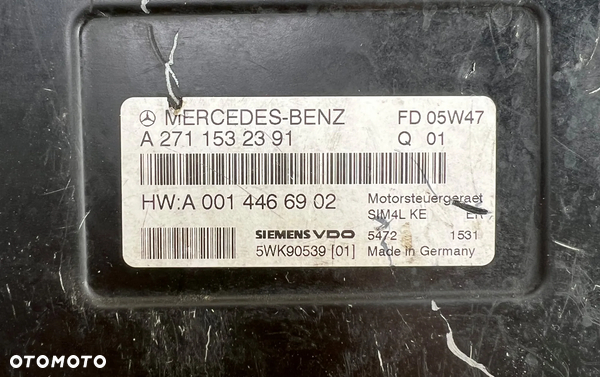 MERCEDES-BENZ FD 05W47
A 271 153 23 91 Q 01
HW:A 001 446 69 02 Motorsteuergeraet
SIM4L KE ER
SIEMENS VDO 5472 1531
5WK90539 [01] Made in Germany
OTOMOTO